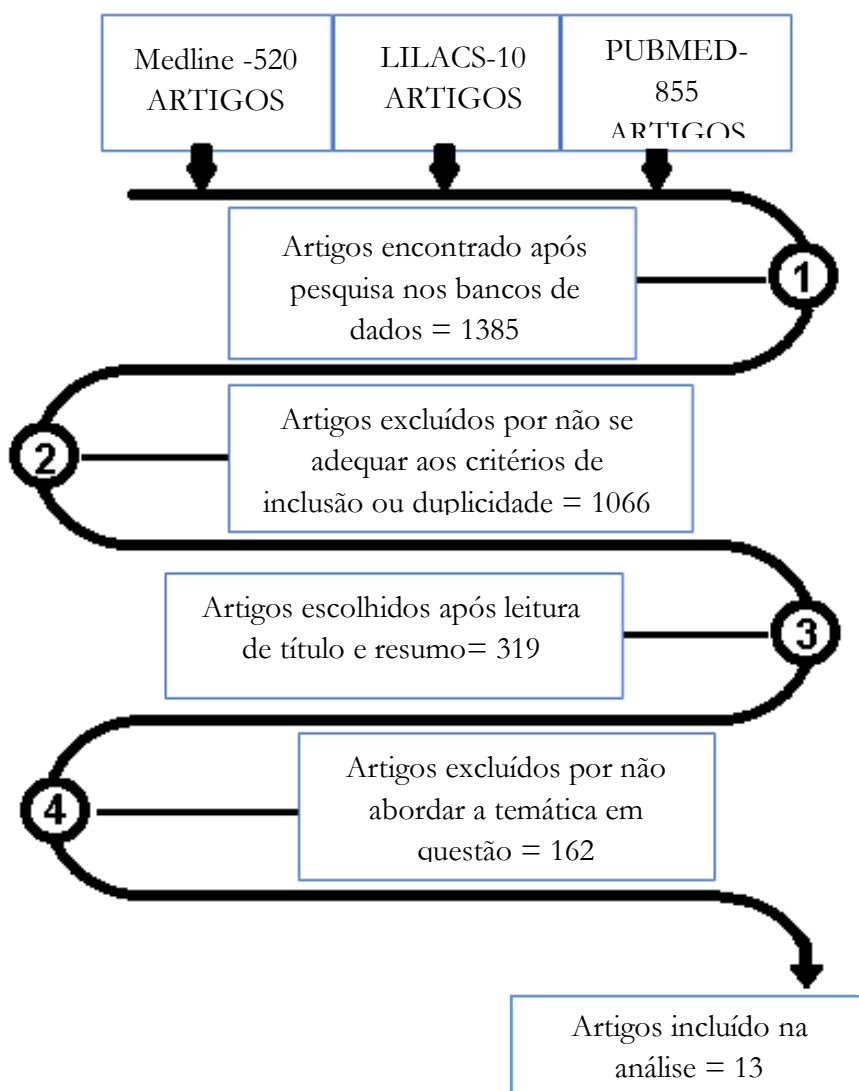 Medline -520
ARTIGOS
LILACS-10
ARTIGOS
PUBMED-
855
ARTIGOS
Artigos encontrado após
pesquisa nos bancos de
dados = 1385
1
Artigos excluídos por não se
adequar aos critérios de
inclusão ou duplicidade = 1066
2
Artigos escolhidos após leitura
de título e resumo= 319
3
Artigos excluídos por não
abordar a temática em
questão = 162
4
Artigos incluído na
análise = 13